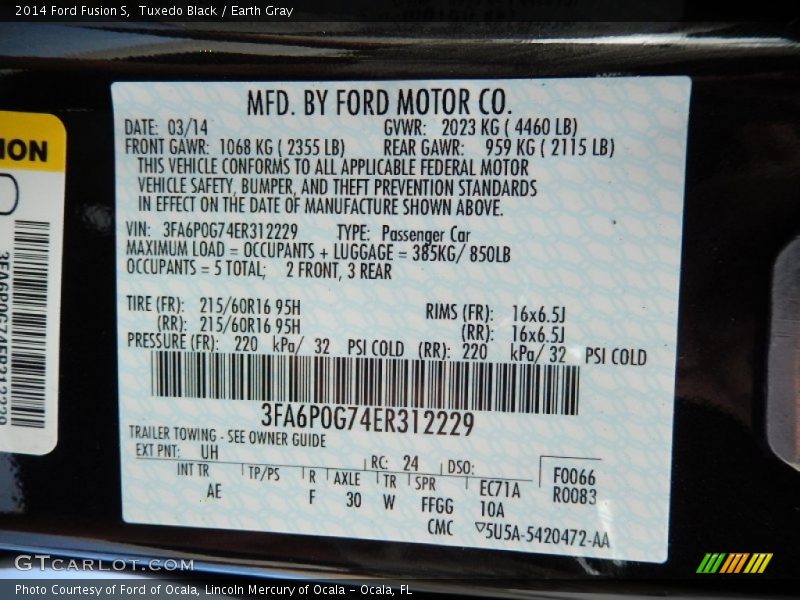 2014 Ford Fusion S, Tuxedo Black / Earth Gray
ION
3FA6P0G74ER312229
MFD. BY FORD MOTOR CO.
DATE: 03/14 GVWR: 2023 KG ( 4460 LB)
FRONT GAWR: 1068 KG ( 2355 LB) REAR GAWR: 959 KG ( 2115 LB)
THIS VEHICLE CONFORMS TO ALL APPLICABLE FEDERAL MOTOR
VEHICLE SAFETY, BUMPER, AND THEFT PREVENTION STANDARDS
IN EFFECT ON THE DATE OF MANUFACTURE SHOWN ABOVE.
VIN: 3FA6P0G74ER312229 TYPE: Passenger Car
MAXIMUM LOAD = OCCUPANTS + LUGGAGE = 385KG/ 850LB
OCCUPANTS = 5 TOTAL; 2 FRONT, 3 REAR
TIRE (FR): 215/60R16 95H RIMS (FR): 16x6.5J
(RR): 215/60R16 95H (RR): 16x6.5J
PRESSURE (FR): 220 kPa/ 32 PSI COLD (RR): 220 kPa/ 32 PSI COLD
3FA6P0G74ER312229
TRAILER TOWING - SEE OWNER GUIDE
EXT PNT: UH RC: 24 DSO: F0066
INT TR TP/PS R AXLE TR SPR EC71A R0083
AE F 30 W FFGG 10A
CMC 5U5A-5420472-AA
GTCARLOT.COM
Photo Courtesy of Ford of Ocala, Lincoln Mercury of Ocala - Ocala, FL